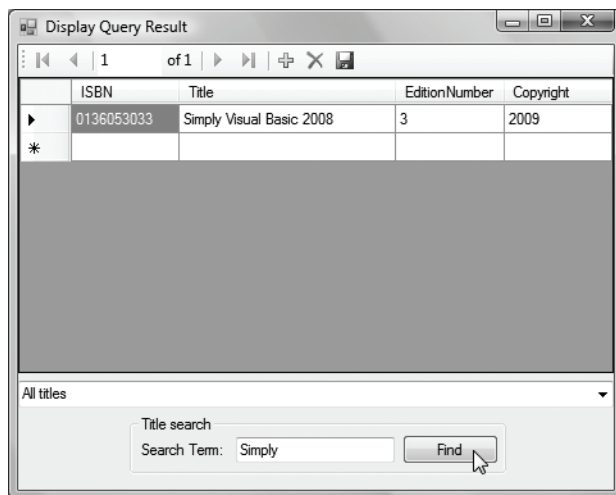 Display Query Result
1 of 1
ISBN Title EditionNumber Copyright
0136053033 Simply Visual Basic 2008 3 2009
All titles
Title search
Search Term: Simply Find